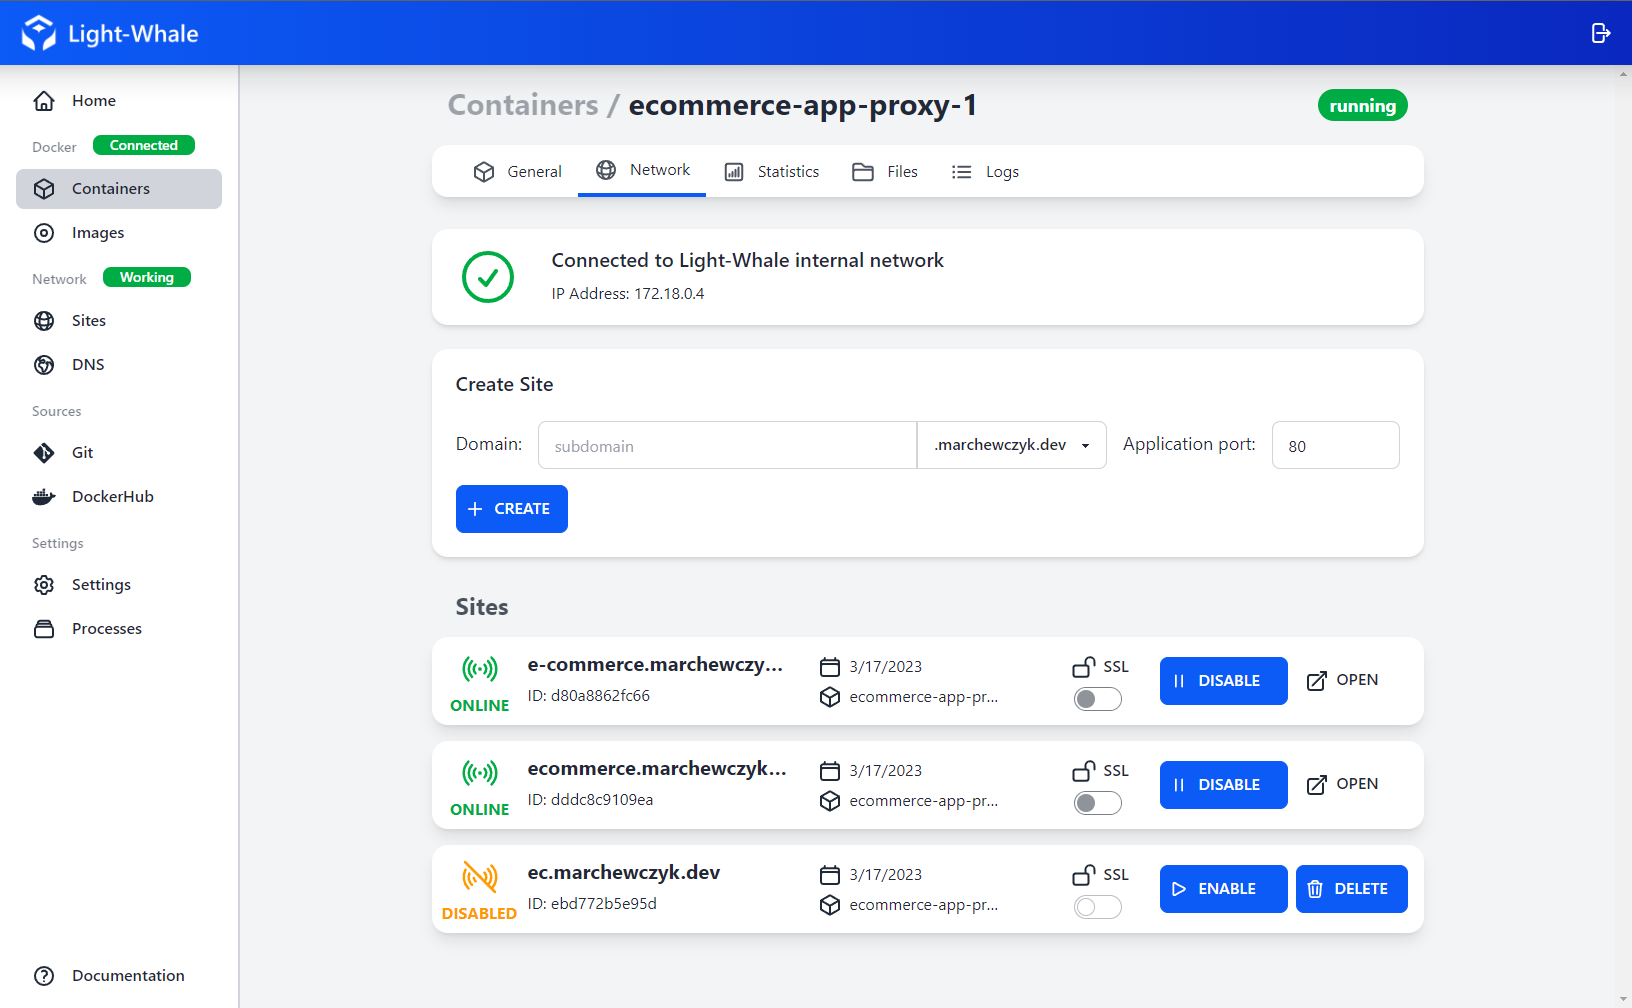 Light-Whale
Home
Docker Connected
Containers
Images
Network Working
Sites
DNS
Sources
Git
DockerHub
Settings
Settings
Processes
Documentation
Containers / ecommerce-app-proxy-1 running
General Network Statistics Files Logs
Connected to Light-Whale internal network
IP Address: 172.18.0.4
Create Site
Domain: subdomain .marchewczyk.dev Application port: 80
+ CREATE
Sites
e-commerce.marchewczy... 3/17/2023 SSL
ONLINE ID: d80a8862fc66 ecommerce-app-pr... DISABLE OPEN
ecommerce.marchewczyk... 3/17/2023 SSL
ONLINE ID: dddc8c9109ea ecommerce-app-pr... DISABLE OPEN
ec.marchewczyk.dev 3/17/2023 SSL
DISABLED ID: ebd772b5e95d ecommerce-app-pr... ENABLE DELETE